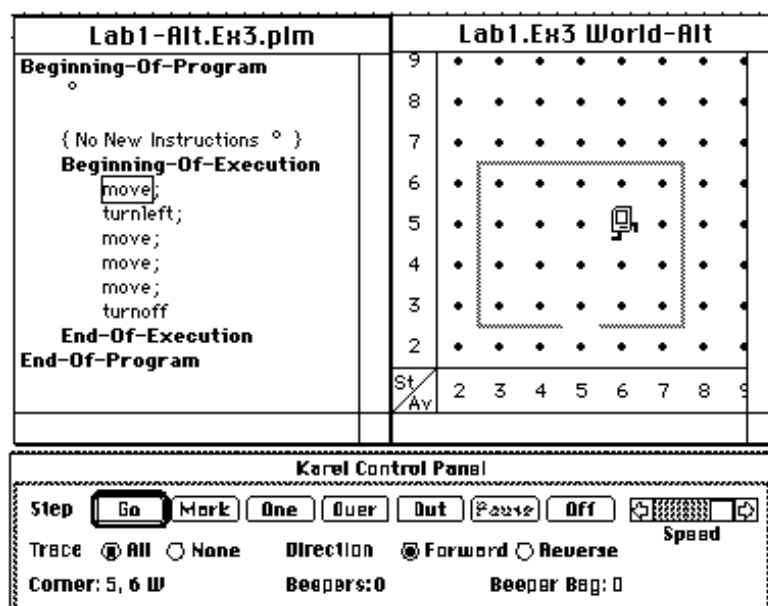 Lab1-Alt.Ex3.plm
Beginning-Of-Program
°
{ No New Instructions ° }
Beginning-Of-Execution
move;
turnleft;
move;
move;
move;
turnoff
End-Of-Execution
End-Of-Program
Lab1.Ex3 World-Alt
9
8
7
6
5
4
3
2
St/Av 2 3 4 5 6 7 8 9
Karel Control Panel
Step Go Mark One Over Out Pause Off
Speed
Trace All None Direction Forward Reverse
Corner: 5, 6 W Beepers:0 Beeper Bag: 0